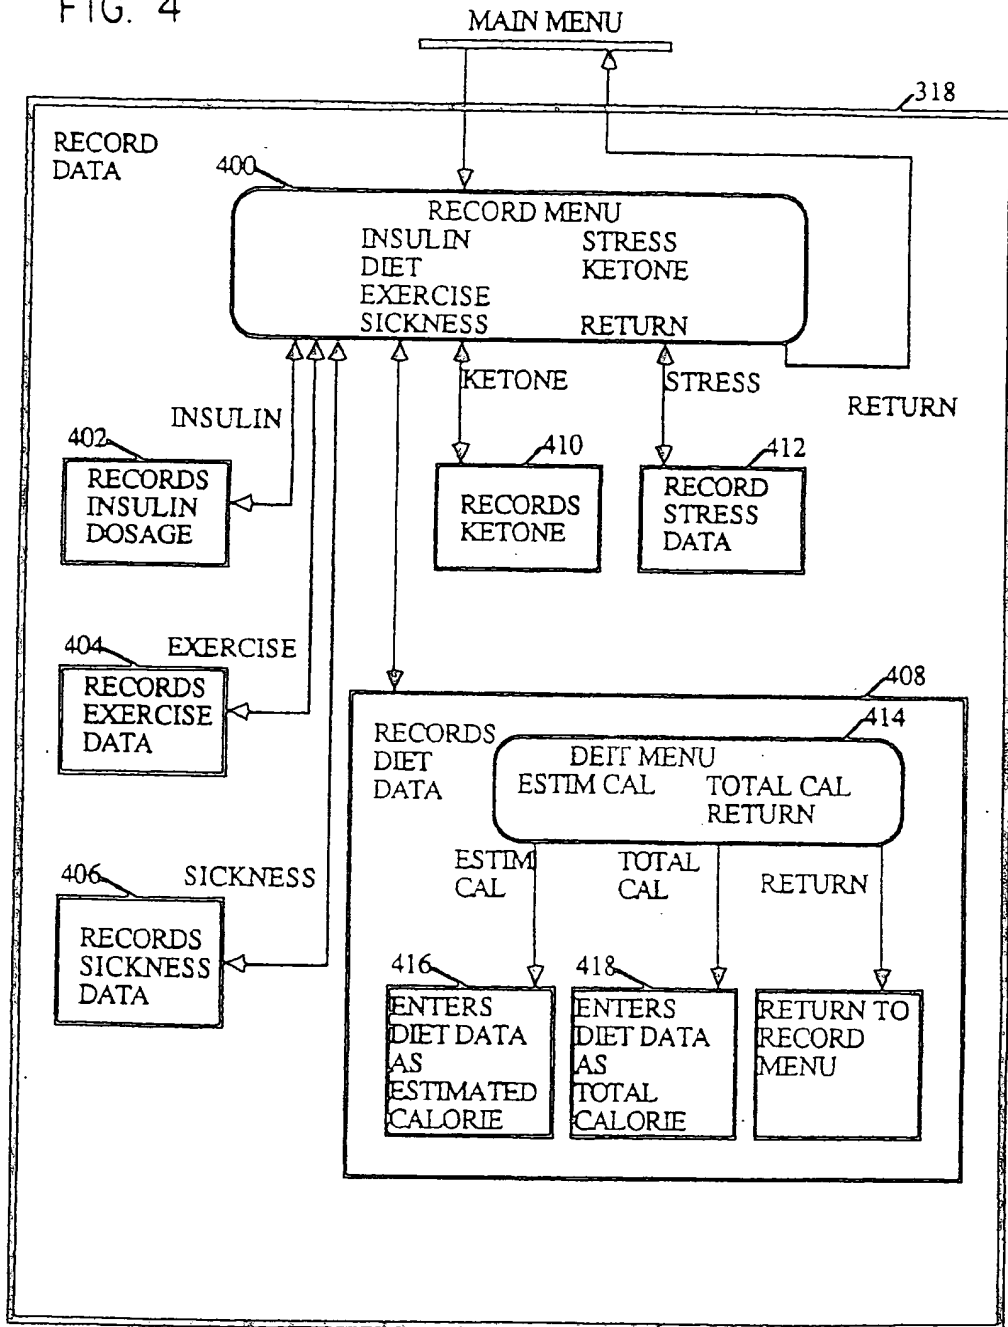 FIG. 4
MAIN MENU
318
RECORD
DATA
400
RECORD MENU
INSULIN STRESS
DIET KETONE
EXERCISE
SICKNESS RETURN
KETONE
STRESS
RETURN
INSULIN
402
RECORDS
INSULIN
DOSAGE
410
RECORDS
KETONE
412
RECORD
STRESS
DATA
404
EXERCISE
RECORDS
EXERCISE
DATA
408
RECORDS
DIET
DATA
414
DEIT MENU
ESTIM CAL TOTAL CAL
RETURN
406
SICKNESS
RECORDS
SICKNESS
DATA
ESTIM
CAL
TOTAL
CAL
RETURN
416
ENTERS
DIET DATA
AS
ESTIMATED
CALORIE
418
ENTERS
DIET DATA
AS
TOTAL
CALORIE
RETURN TO
RECORD
MENU